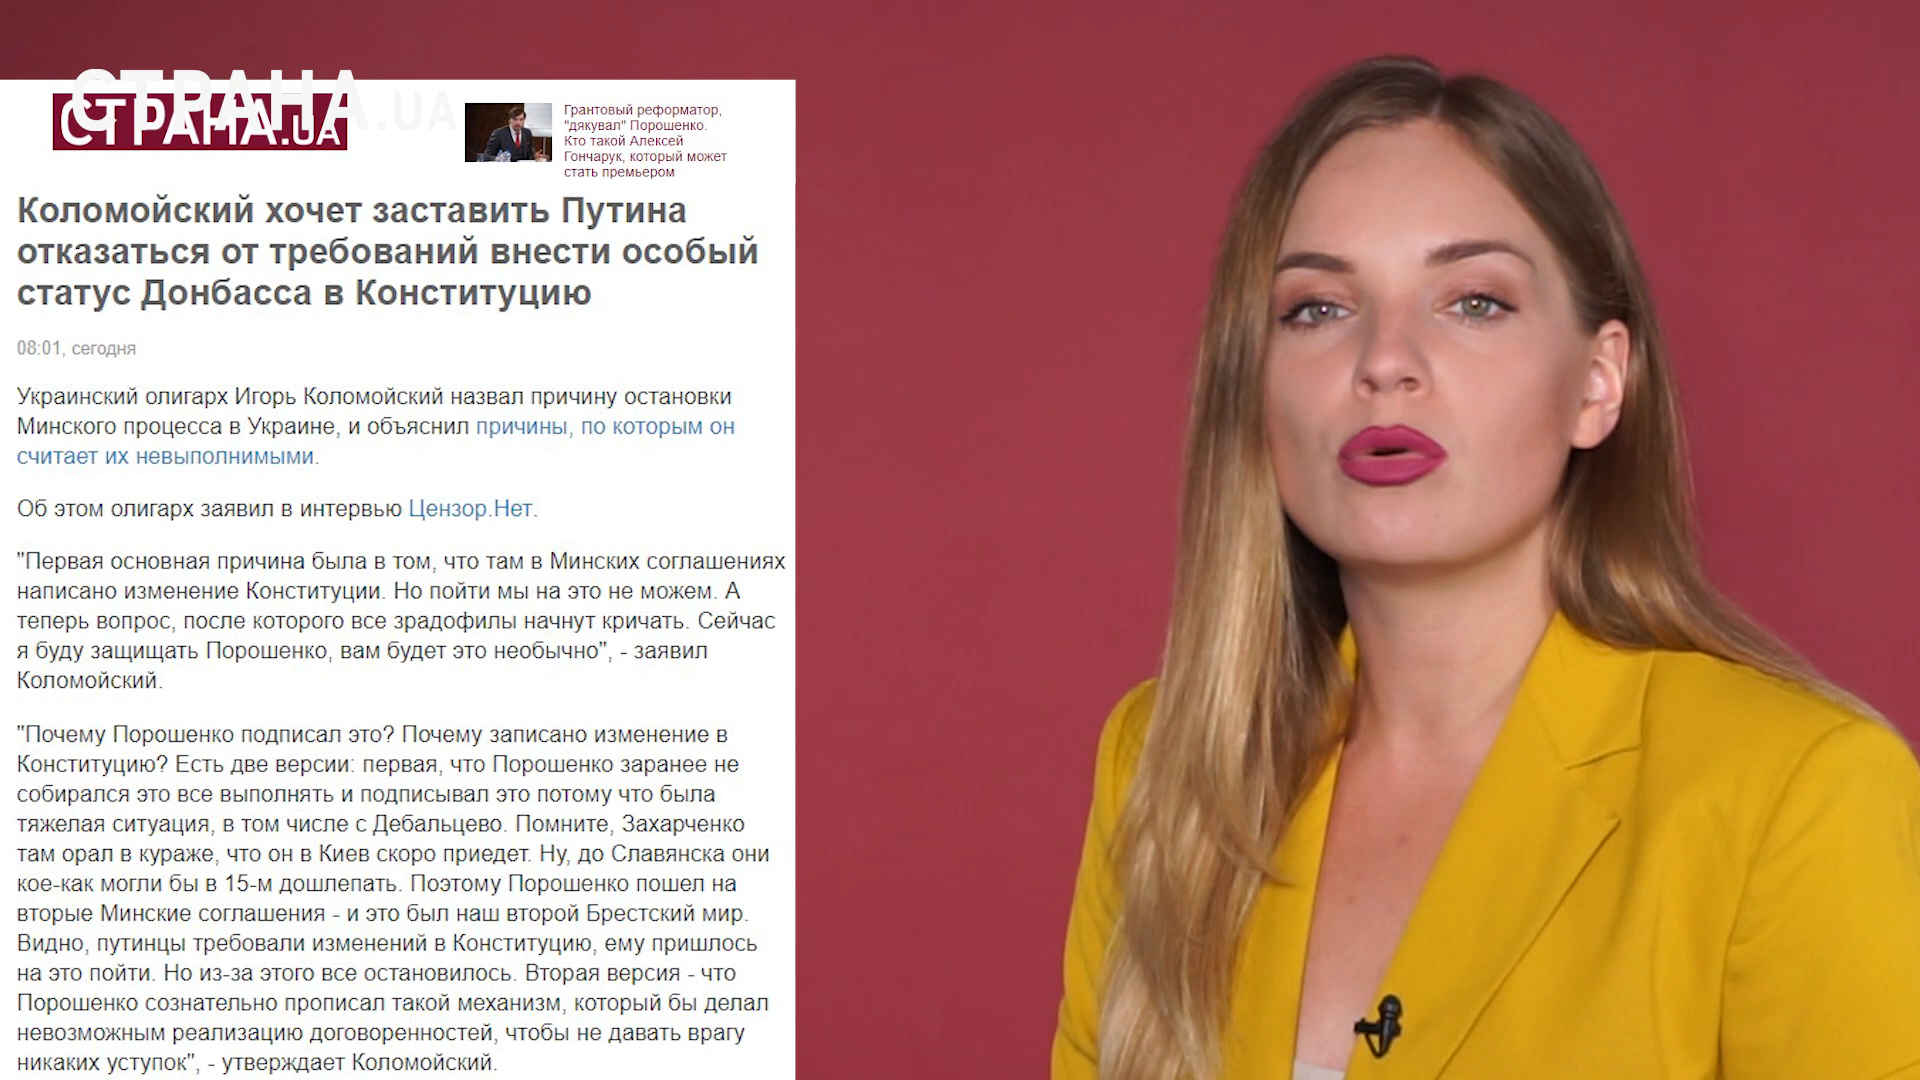 СТРАНА.UA
СТРАНА.UA
Грантовый реформатор,
"дякувал" Порошенко.
Кто такой Алексей
Гончарук, который может
стать премьером
Коломойский хочет заставить Путина
отказаться от требований внести особый
статус Донбасса в Конституцию
08:01, сегодня
Украинский олигарх Игорь Коломойский назвал причину остановки
Минского процесса в Украине, и объяснил причины, по которым он
считает их невыполнимыми.
Об этом олигарх заявил в интервью Цензор.Нет.
"Первая основная причина была в том, что там в Минских соглашениях
написано изменение Конституции. Но пойти мы на это не можем. А
теперь вопрос, после которого все зрадофилы начнут кричать. Сейчас
я буду защищать Порошенко, вам будет это необычно", - заявил
Коломойский.
"Почему Порошенко подписал это? Почему записано изменение в
Конституцию? Есть две версии: первая, что Порошенко заранее не
собирался это все выполнять и подписывал это потому что была
тяжелая ситуация, в том числе с Дебальцево. Помните, Захарченко
там орал в кураже, что он в Киев скоро приедет. Ну, до Славянска они
кое-как могли бы в 15-м дошлепать. Поэтому Порошенко пошел на
вторые Минские соглашения - и это был наш второй Брестский мир.
Видно, путинцы требовали изменений в Конституцию, ему пришлось
на это пойти. Но из-за этого все остановилось. Вторая версия - что
Порошенко сознательно прописал такой механизм, который бы делал
невозможным реализацию договоренностей, чтобы не давать врагу
никаких уступок", - утверждает Коломойский.